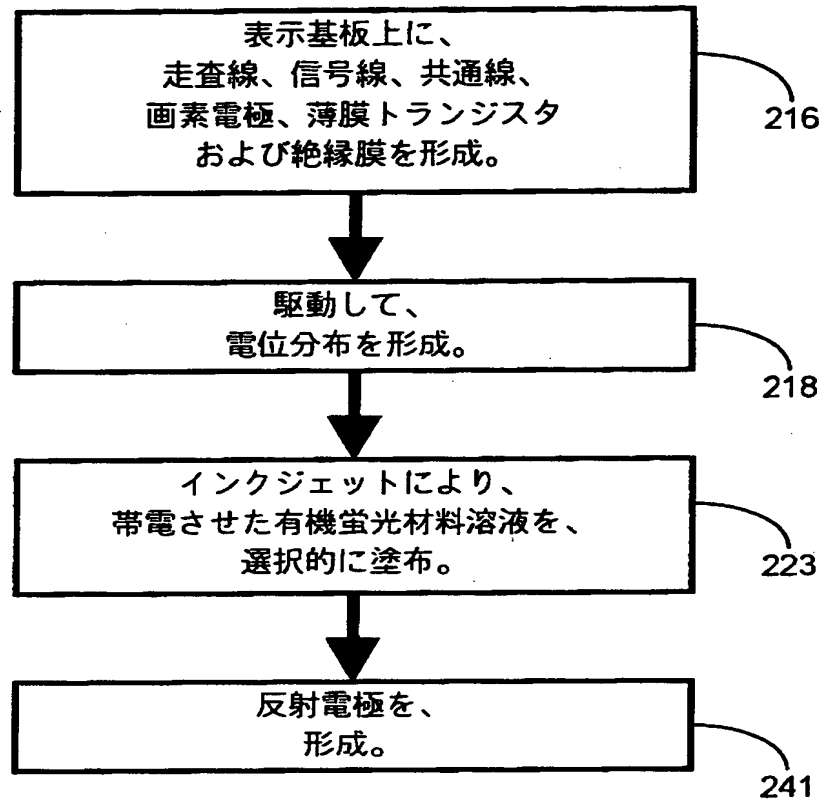 表示基板上に、
走査線、信号線、共通線、
画素電極、薄膜トランジスタ
および絶縁膜を形成。
216
駆動して、
電位分布を形成。
218
インクジェットにより、
帯電させた有機蛍光材料溶液を、
選択的に塗布。
223
反射電極を、
形成。
241